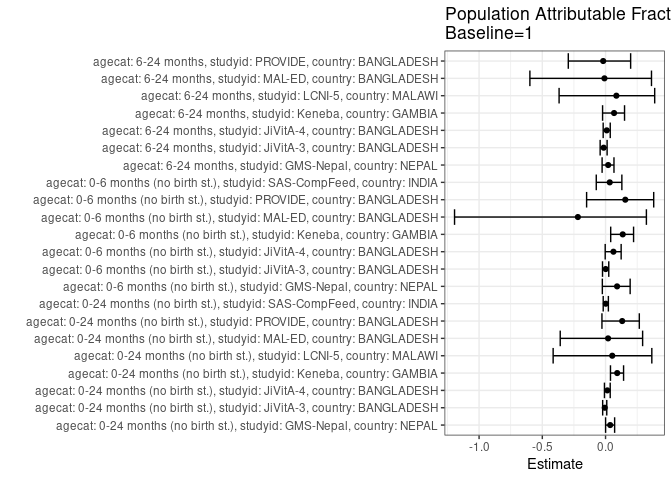 Population Attributable Fract
Baseline=1
agecat: 6-24 months, studyid: PROVIDE, country: BANGLADESH
agecat: 6-24 months, studyid: MAL-ED, country: BANGLADESH
agecat: 6-24 months, studyid: LCNI-5, country: MALAWI
agecat: 6-24 months, studyid: Keneba, country: GAMBIA
agecat: 6-24 months, studyid: JiVitA-4, country: BANGLADESH
agecat: 6-24 months, studyid: JiVitA-3, country: BANGLADESH
agecat: 6-24 months, studyid: GMS-Nepal, country: NEPAL
agecat: 0-6 months (no birth st.), studyid: SAS-CompFeed, country: INDIA
agecat: 0-6 months (no birth st.), studyid: PROVIDE, country: BANGLADESH
agecat: 0-6 months (no birth st.), studyid: MAL-ED, country: BANGLADESH
agecat: 0-6 months (no birth st.), studyid: Keneba, country: GAMBIA
agecat: 0-6 months (no birth st.), studyid: JiVitA-4, country: BANGLADESH
agecat: 0-6 months (no birth st.), studyid: JiVitA-3, country: BANGLADESH
agecat: 0-6 months (no birth st.), studyid: GMS-Nepal, country: NEPAL
agecat: 0-24 months (no birth st.), studyid: SAS-CompFeed, country: INDIA
agecat: 0-24 months (no birth st.), studyid: PROVIDE, country: BANGLADESH
agecat: 0-24 months (no birth st.), studyid: MAL-ED, country: BANGLADESH
agecat: 0-24 months (no birth st.), studyid: LCNI-5, country: MALAWI
agecat: 0-24 months (no birth st.), studyid: Keneba, country: GAMBIA
agecat: 0-24 months (no birth st.), studyid: JiVitA-4, country: BANGLADESH
agecat: 0-24 months (no birth st.), studyid: JiVitA-3, country: BANGLADESH
agecat: 0-24 months (no birth st.), studyid: GMS-Nepal, country: NEPAL
-1.0 -0.5 0.0
Estimate